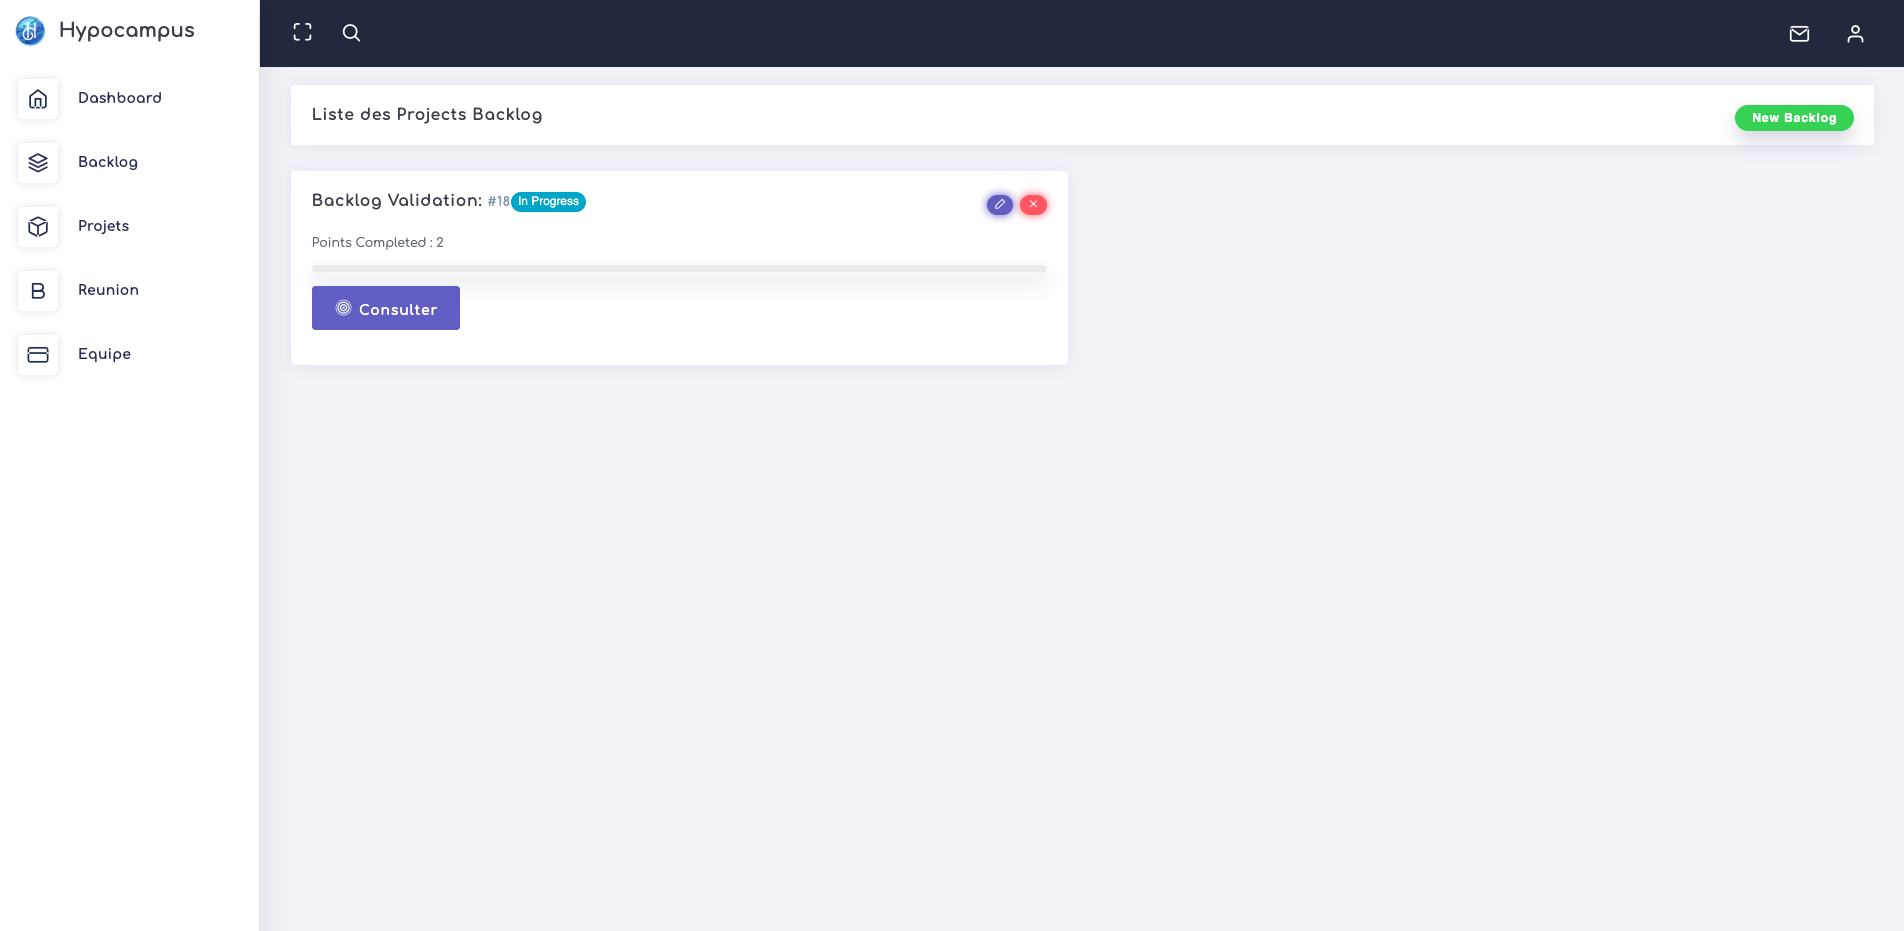 Hypocampus
Dashboard
Backlog
Projets
Reunion
Equipe
Liste des Projects Backlog
New Backlog
Backlog Validation: #18 In Progress
Points Completed : 2
Consulter